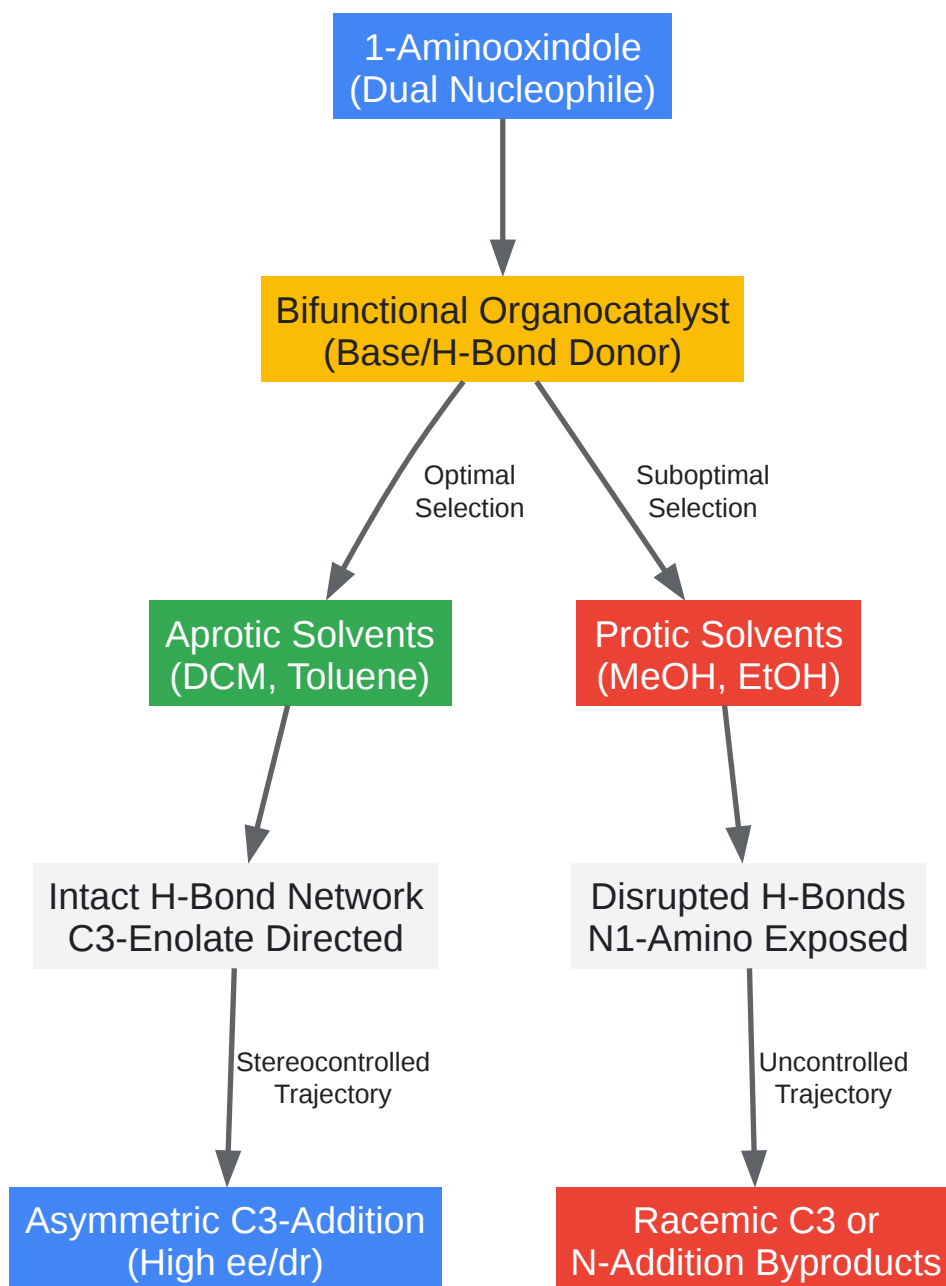 1-Aminooxindole
(Dual Nucleophile)
Bifunctional Organocatalyst
(Base/H-Bond Donor)
Optimal
Selection
Suboptimal
Selection
Aprotic Solvents
(DCM, Toluene)
Protic Solvents
(MeOH, EtOH)
Intact H-Bond Network
C3-Enolate Directed
Disrupted H-Bonds
N1-Amino Exposed
Stereocontrolled
Trajectory
Uncontrolled
Trajectory
Asymmetric C3-Addition
(High ee/dr)
Racemic C3 or
N-Addition Byproducts